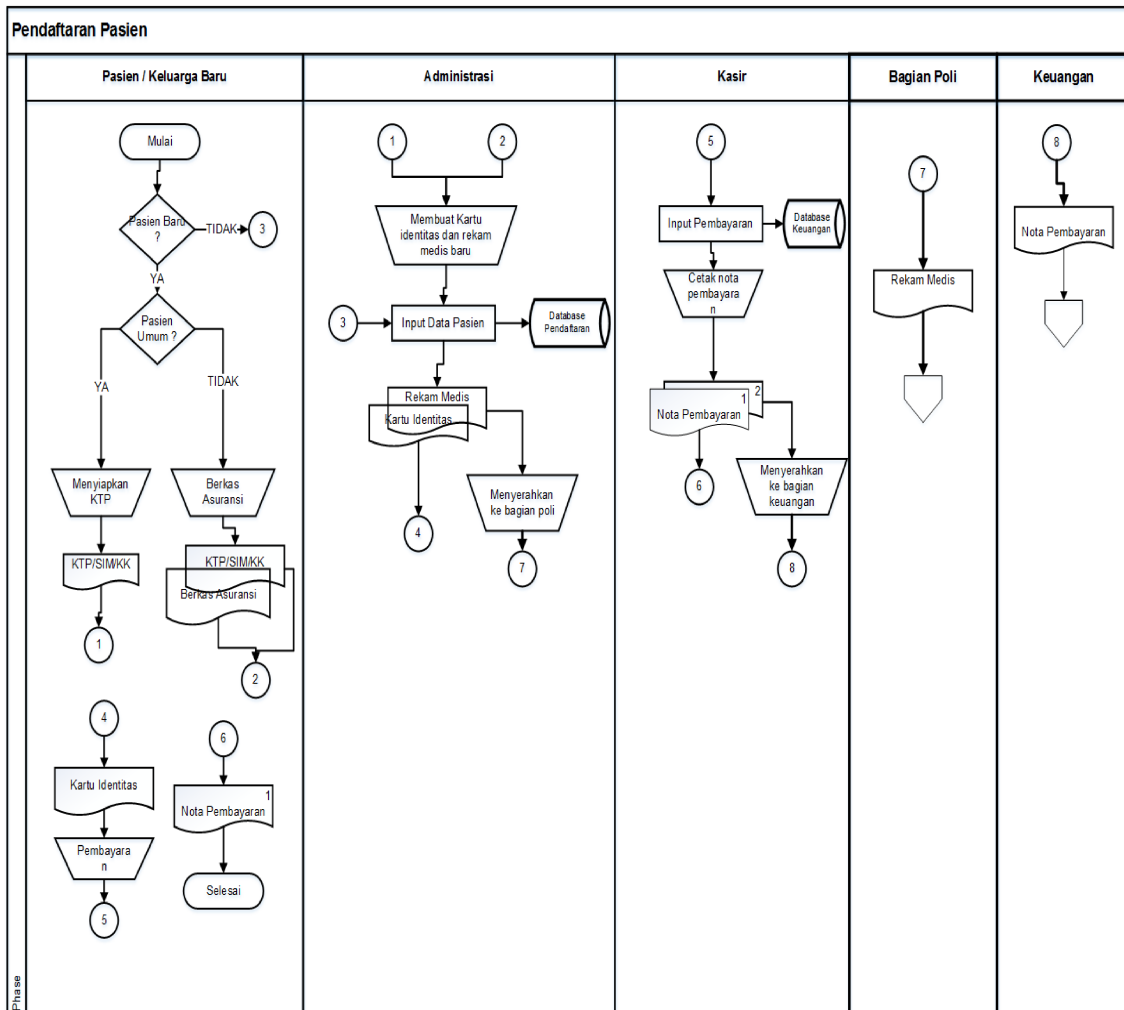 Pendaftaran Pasien
Phase
Pasien / Keluarga Baru
Mulai
Pasien Baru
?
TIDAK
3
YA
Pasien
Umum ?
YA
TIDAK
Menyiapkan
KTP
Berkas
Asuransi
KTP/SIM/KK
KTP/SIM/KK
Berkas Asuransi
1
2
4
6
Kartu Identitas
1
Nota Pembayaran
Pembayara
n
Selesai
5
Administrasi
1
2
Membuat Kartu
identitas dan rekam
medis baru
3
Input Data Pasien
Database
Pendaftaran
Rekam Medis
Kartu Identitas
Menyerahkan
ke bagian poli
4
7
Kasir
5
Input Pembayaran
Database
Keuangan
Cetak nota
pembayara
n
2
1
Nota Pembayaran
6
Menyerahkan
ke bagian
keuangan
8
Bagian Poli
7
Rekam Medis
Keuangan
8
Nota Pembayaran